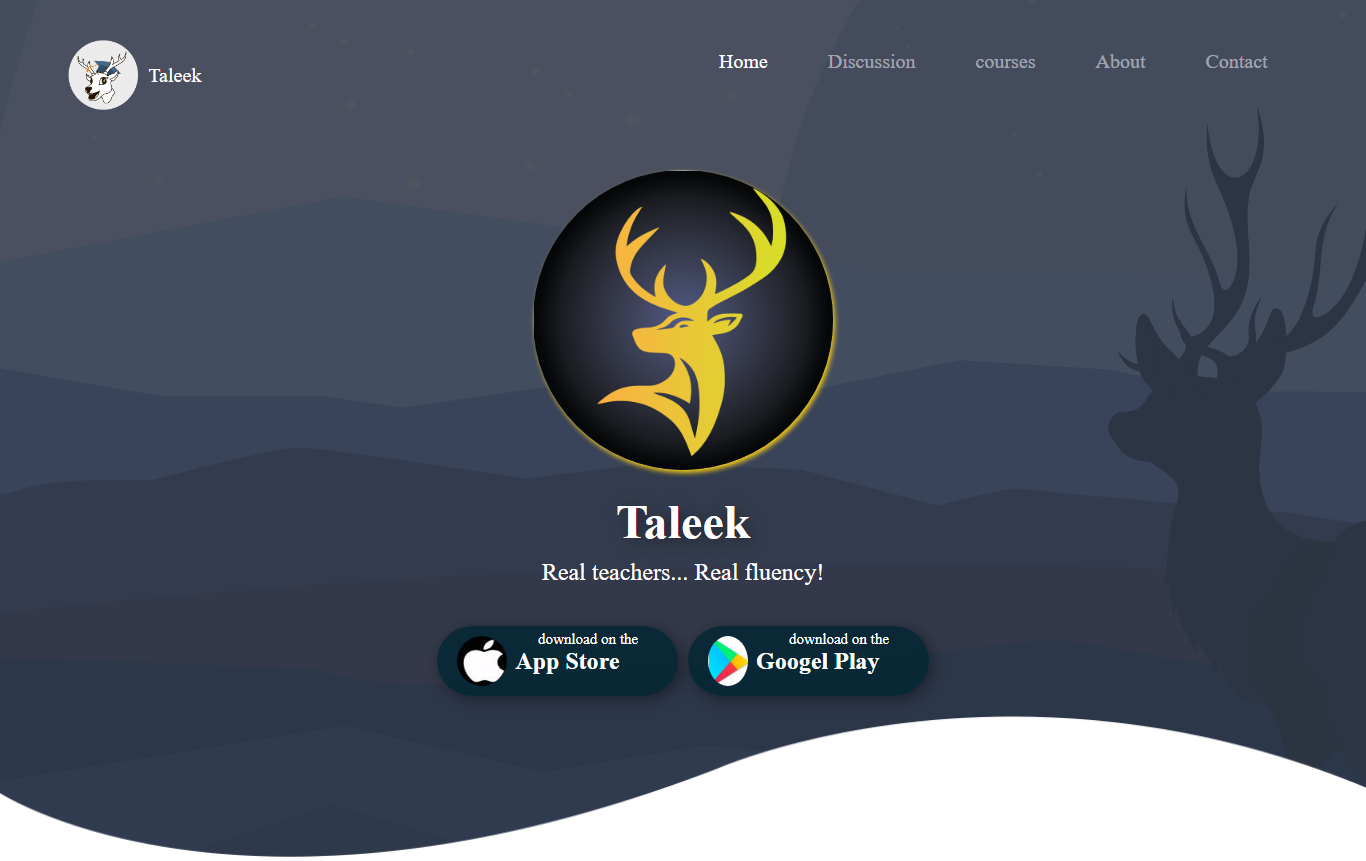 Taleek
Home Discussion courses About Contact
Taleek
Real teachers... Real fluency!
download on the
App Store
download on the
Googel Play